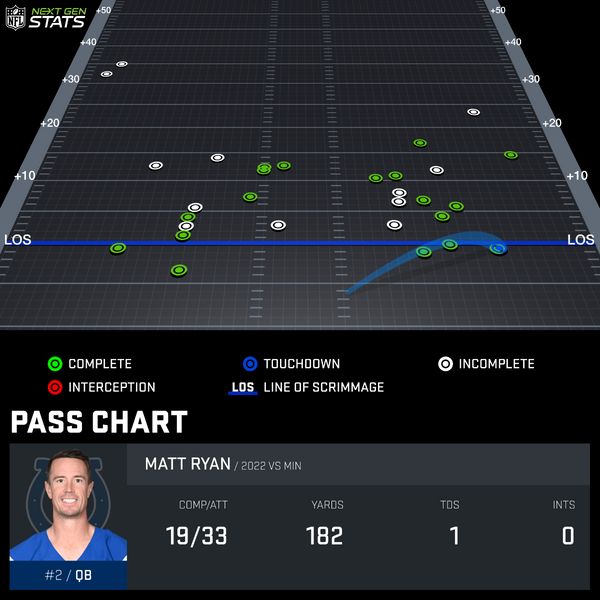 NFL NEXT GEN STATS
+50 +50
+40 +40
+30 +30
+20 +20
+10 +10
LOS LOS
COMPLETE TOUCHDOWN INCOMPLETE
INTERCEPTION LOS LINE OF SCRIMMAGE
PASS CHART
MATT RYAN / 2022 VS MIN
COMP/ATT YARDS TDS INTS
19/33 182 1 0
#2 / QB